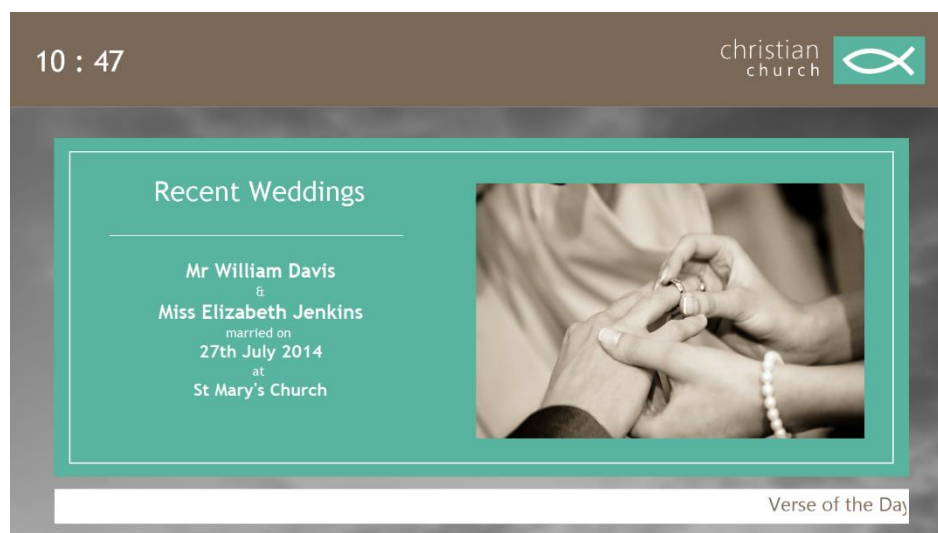 10 : 47
christian
church
Recent Weddings
Mr William Davis
&
Miss Elizabeth Jenkins
married on
27th July 2014
at
St Mary's Church
Verse of the Day